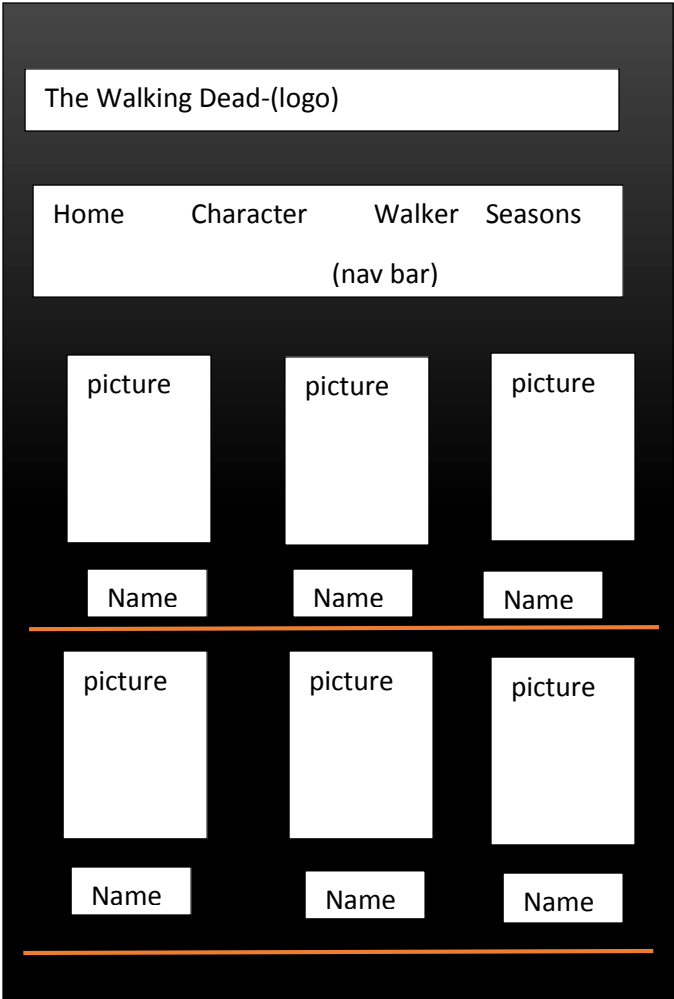 The Walking Dead-(logo)
Home Character Walker Seasons
(nav bar)
picture picture picture
Name Name Name
picture picture picture
Name Name Name